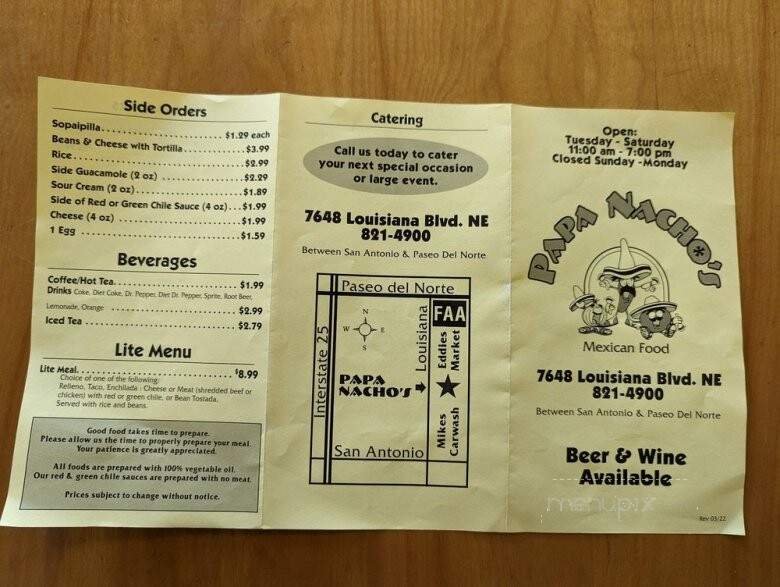 Side Orders
Sopaipilla........................................$1.29 each
Beans & Cheese with Tortilla...............$3.99
Rice.................................................$2.99
Side Guacamole (2 oz)......................$2.29
Sour Cream (2 oz)............................$1.89
Side of Red or Green Chile Sauce (4 oz)...$1.99
Cheese (4 oz)..................................$1.99
1 Egg..............................................$1.59
Beverages
Coffee/Hot Tea.................................$1.99
Drinks Coke, Diet Coke, Dr. Pepper, Diet Dr. Pepper, Sprite, Root Beer,
Lemonade, Orange ............................$2.99
Iced Tea ..........................................$2.79
Lite Menu
Lite Meal..........................................$8.99
Choice of one of the following:
Relleno, Taco, Enchilada : Cheese or Meat (shredded beef or
chicken) with red or green chile, or Bean Tostada.
Served with rice and beans.
Good food takes time to prepare.
Please allow us the time to properly prepare your meal.
Your patience is greatly appreciated.
All foods are prepared with 100% vegetable oil.
Our red & green chile sauces are prepared with no meat.
Prices subject to change without notice.
Catering
Call us today to cater
your next special occasion
or large event.
7648 Louisiana Blvd. NE
821-4900
Between San Antonio & Paseo Del Norte
Paseo del Norte
Interstate 25
N
W
E
S
Louisiana
FAA
Eddies
Market
PAPA
NACHO'S
Mikes
Carwash
San Antonio
Open:
Tuesday - Saturday
11:00 am - 7:00 pm
Closed Sunday -Monday
PAPA NACHO'S
Mexican Food
7648 Louisiana Blvd. NE
821-4900
Between San Antonio & Paseo Del Norte
Beer & Wine
Available
menupix
Rev 03/22